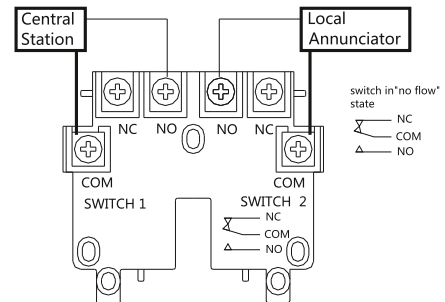 Central
Station
Local
Annunciator
switch in"no flow"
state
NC
COM
NO
NC
NO
NO
NC
COM
COM
SWITCH 1
SWITCH 2
NC
COM
NO